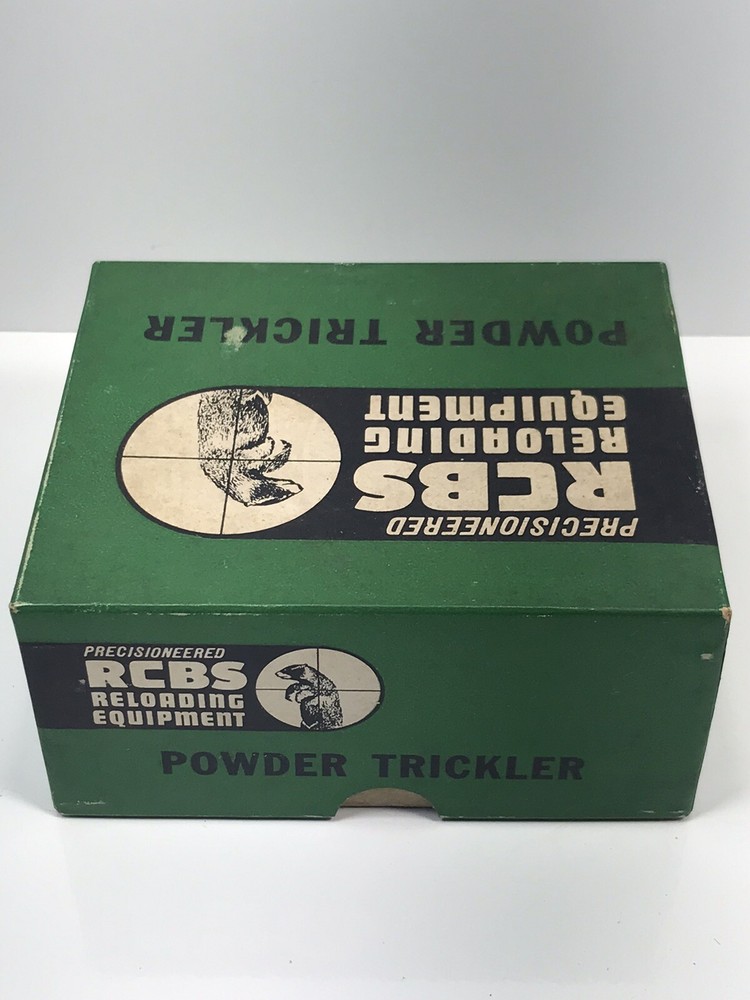 PRECISIONEERED
RCBS
RELOADING
EQUIPMENT
POWDER TRICKLER
PRECISIONEERED
RCBS
RELOADING
EQUIPMENT
POWDER TRICKLER